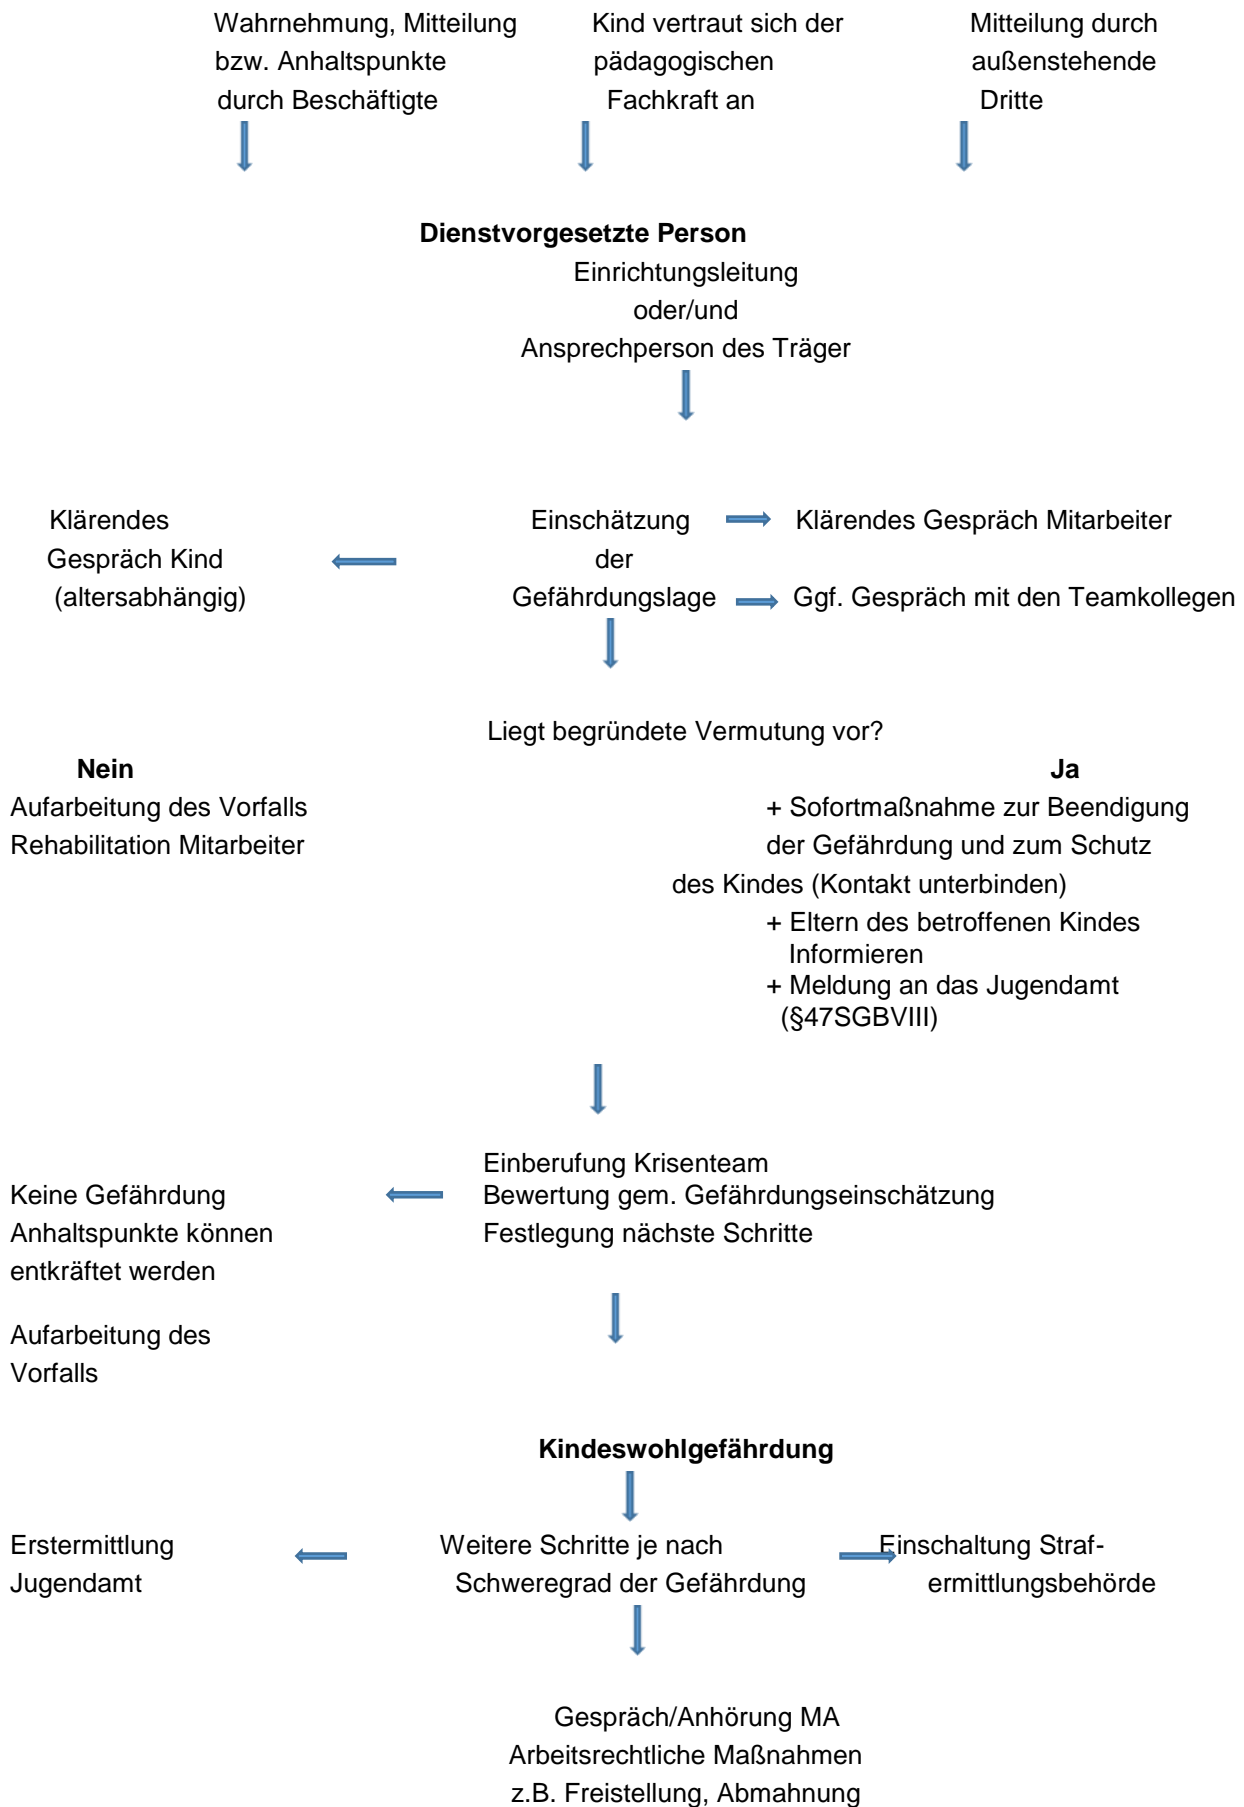 Wahrnehmung, Mitteilung
bzw. Anhaltspunkte
durch Beschäftigte
Kind vertraut sich der
pädagogischen
Fachkraft an
Mitteilung durch
außenstehende
Dritte
Dienstvorgesetzte Person
Einrichtungsleitung
oder/und
Ansprechperson des Träger
Klärendes
Gespräch Kind
(altersabhängig)
Einschätzung
der
Gefährdungslage
Klärendes Gespräch Mitarbeiter
Ggf. Gespräch mit den Teamkollegen
Liegt begründete Vermutung vor?
Nein
Aufarbeitung des Vorfalls
Rehabilitation Mitarbeiter
Ja
+ Sofortmaßnahme zur Beendigung
der Gefährdung und zum Schutz
des Kindes (Kontakt unterbinden)
+ Eltern des betroffenen Kindes
Informieren
+ Meldung an das Jugendamt
(§47SGBVIII)
Einberufung Krisenteam
Bewertung gem. Gefährdungseinschätzung
Festlegung nächste Schritte
Keine Gefährdung
Anhaltspunkte können
entkräftet werden
Aufarbeitung des
Vorfalls
Kindeswohlgefährdung
Erstermittlung
Jugendamt
Weitere Schritte je nach
Schweregrad der Gefährdung
Einschaltung Straf-
ermittlungsbehörde
Gespräch/Anhörung MA
Arbeitsrechtliche Maßnahmen
z.B. Freistellung, Abmahnung